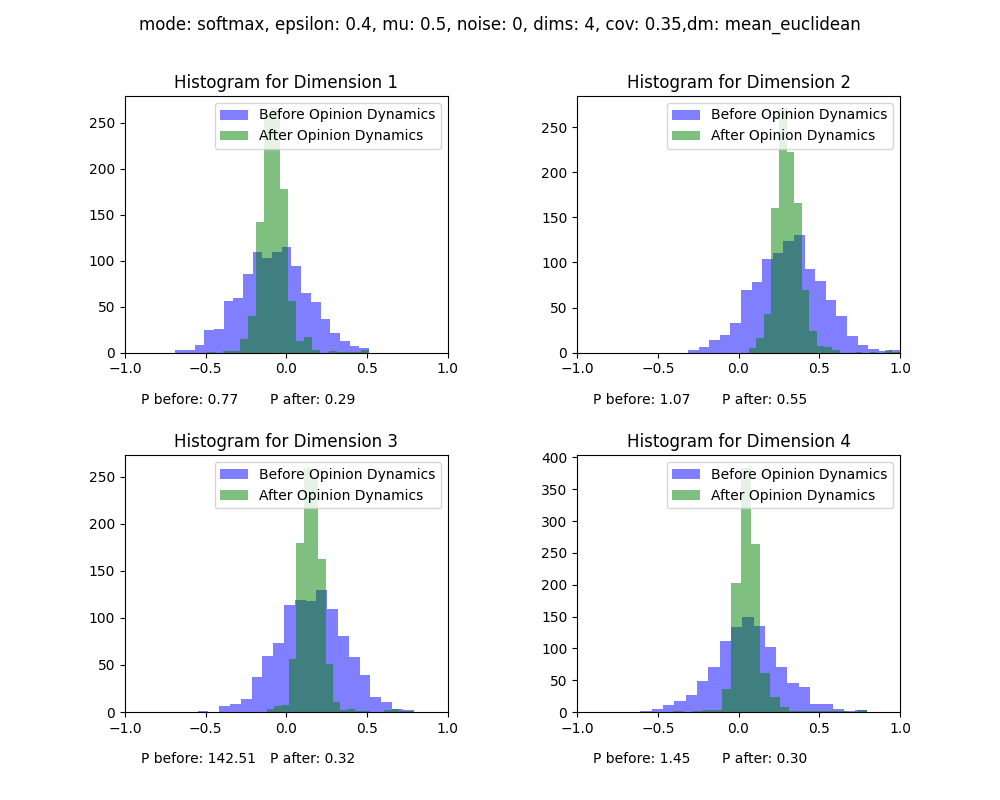 mode: softmax, epsilon: 0.4, mu: 0.5, noise: 0, dims: 4, cov: 0.35,dm: mean_euclidean
Histogram for Dimension 1
Before Opinion Dynamics
After Opinion Dynamics
250
200
150
100
50
0
−1.0 −0.5 0.0 0.5 1.0
P before: 0.77 P after: 0.29
Histogram for Dimension 2
Before Opinion Dynamics
After Opinion Dynamics
250
200
150
100
50
0
−1.0 −0.5 0.0 0.5 1.0
P before: 1.07 P after: 0.55
Histogram for Dimension 3
Before Opinion Dynamics
After Opinion Dynamics
250
200
150
100
50
0
−1.0 −0.5 0.0 0.5 1.0
P before: 142.51 P after: 0.32
Histogram for Dimension 4
Before Opinion Dynamics
After Opinion Dynamics
400
350
300
250
200
150
100
50
0
−1.0 −0.5 0.0 0.5 1.0
P before: 1.45 P after: 0.30